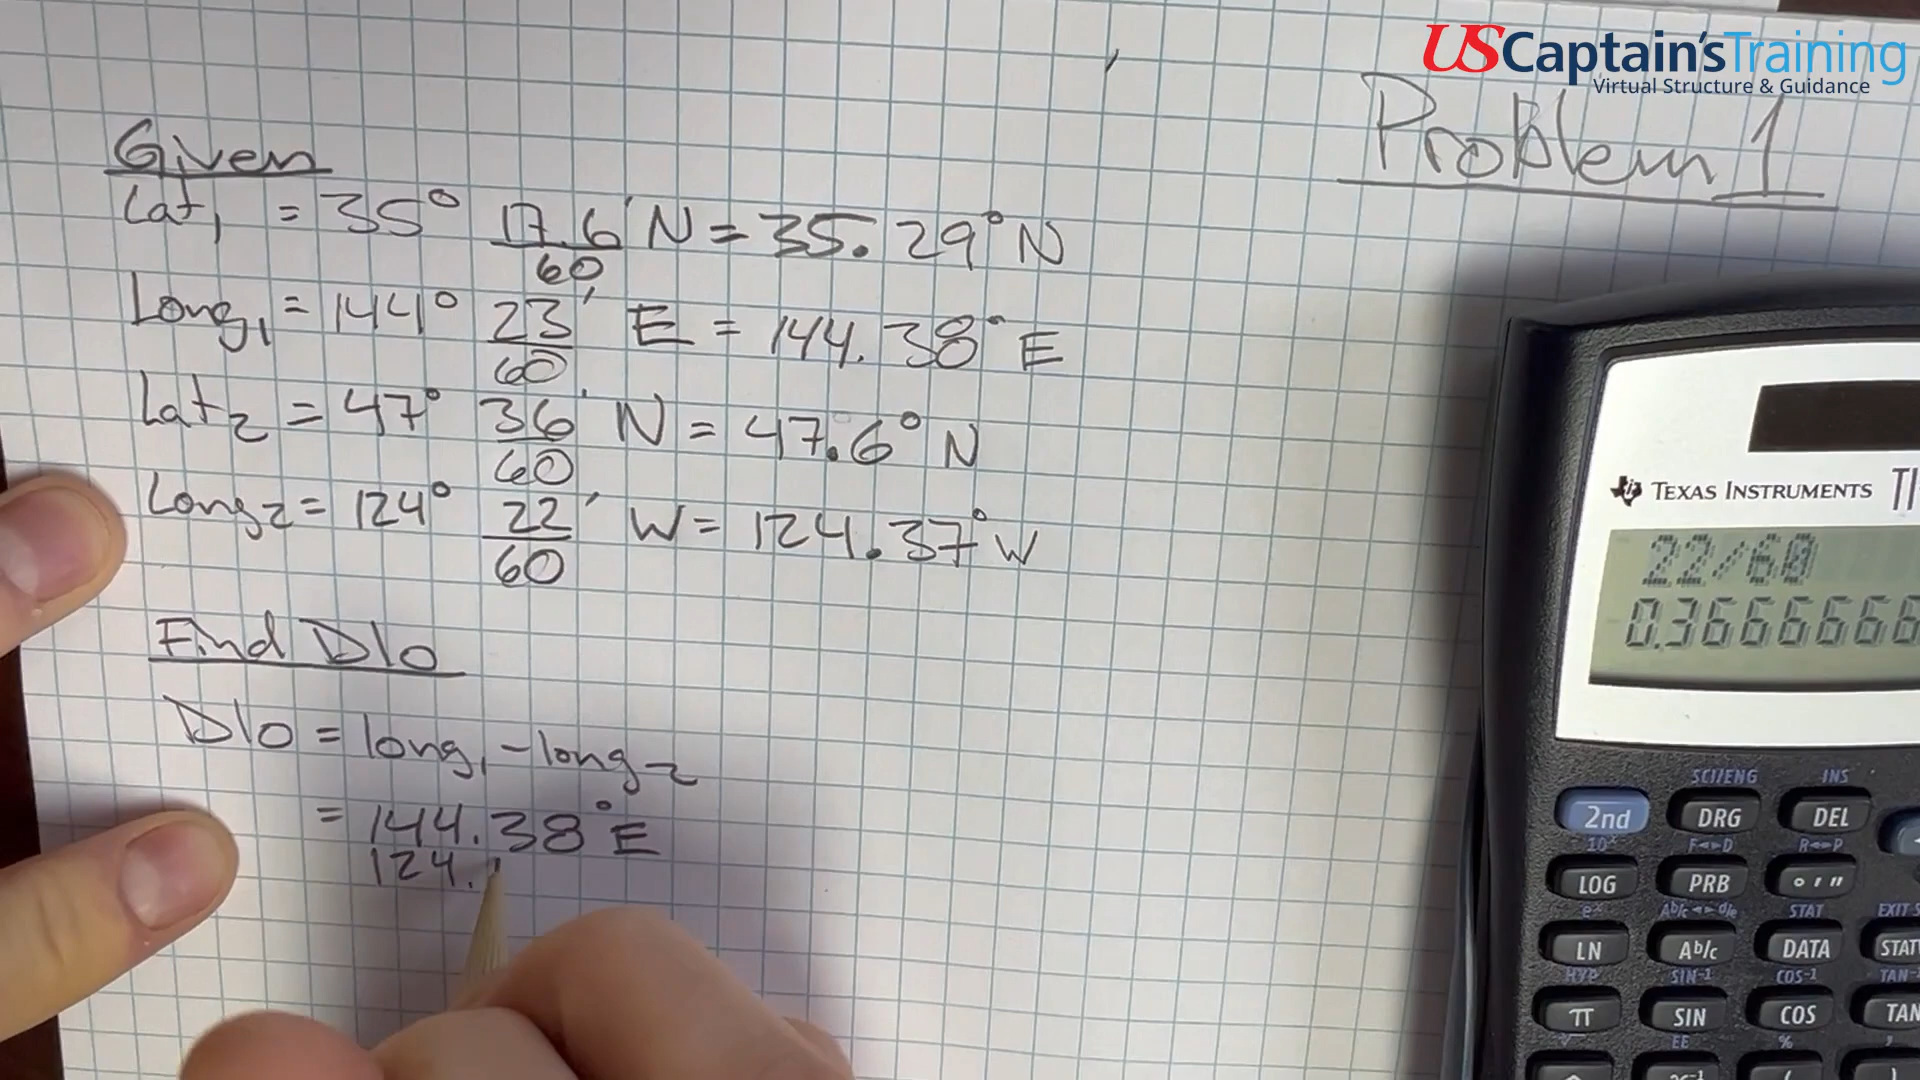 USCaptain'sTraining
Virtual Structure & Guidance
Problem 1
Given
Lat₁ = 35° 17.6'/60 N = 35.29° N
Long₁ = 144° 23'/60 E = 144.38° E
Lat₂ = 47° 36'/60 N = 47.6° N
Long₂ = 124° 22'/60 W = 124.37° W
Find Dlo
Dlo = long₁ - long₂
= 144.38° E
124.
TEXAS INSTRUMENTS TI
22/60
0.3666666
SCI/ENG INS
2nd DRG DEL
10ˣ F◄►D R◄►P
LOG PRB ° ' "
eˣ Ab/c◄►d/e STAT EXIT S
LN Ab/c DATA STAT
HYP SIN-¹ COS-¹ TAN-
π SIN COS TAN
EE %